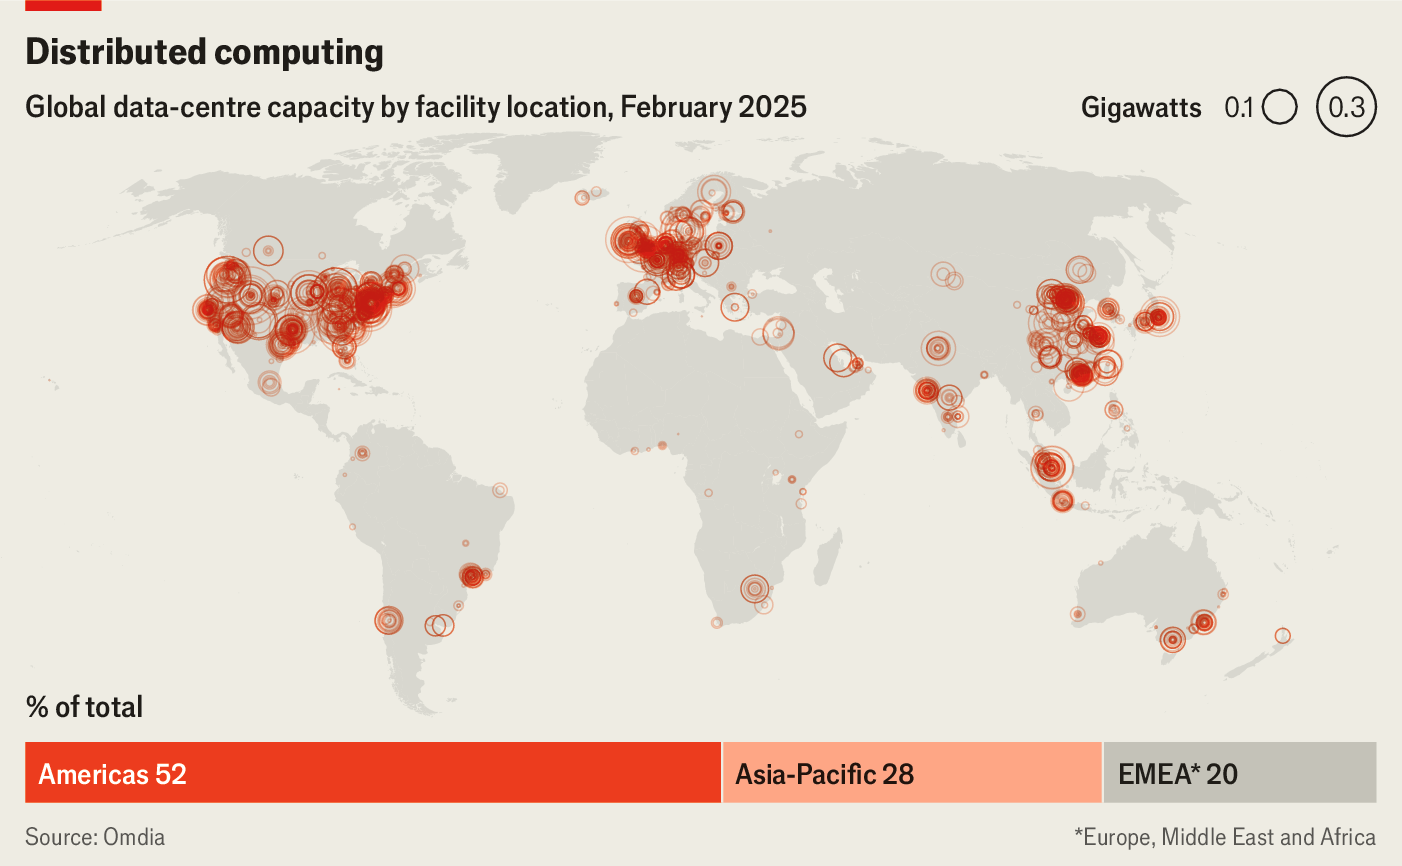 Distributed computing
Global data-centre capacity by facility location, February 2025
Gigawatts 0.1 0.3
% of total
Americas 52
Asia-Pacific 28
EMEA* 20
Source: Omdia
*Europe, Middle East and Africa